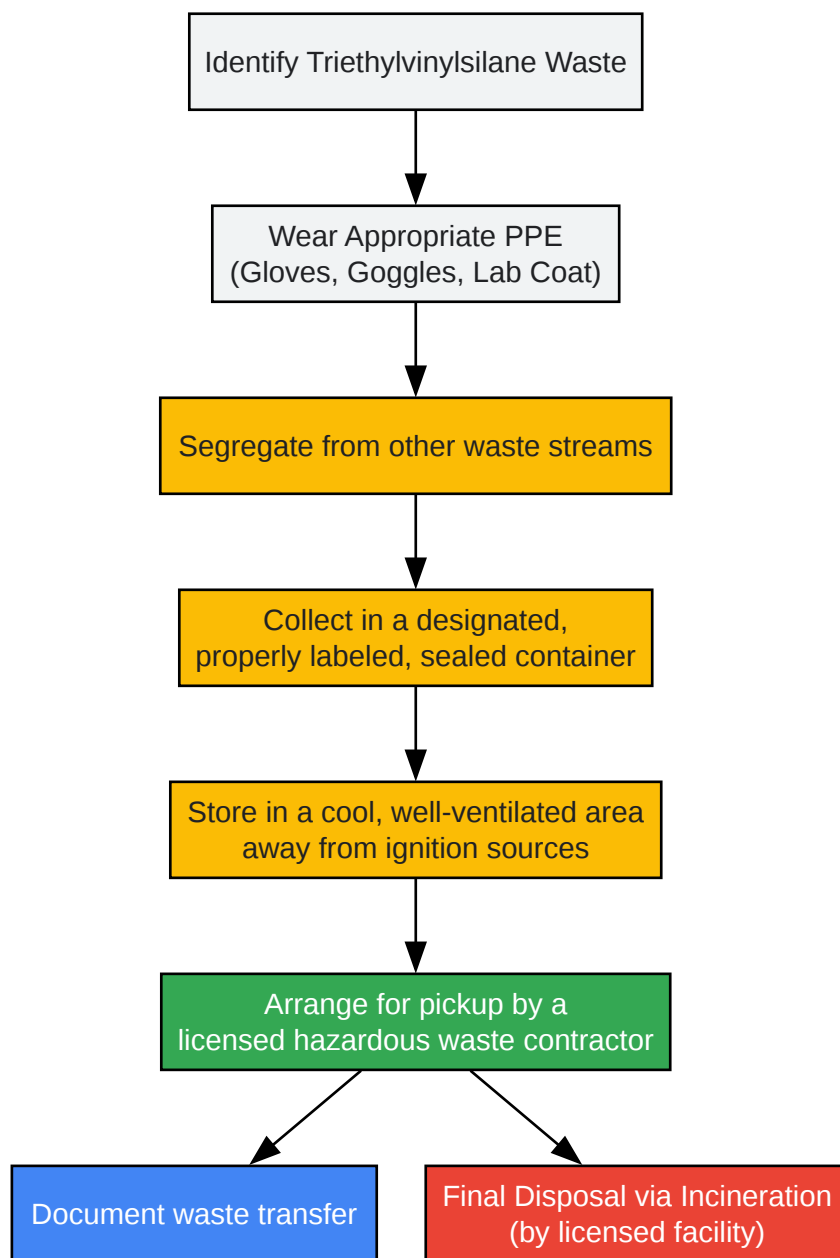 Identify Triethylvinylsilane Waste
Wear Appropriate PPE
(Gloves, Goggles, Lab Coat)
Segregate from other waste streams
Collect in a designated,
properly labeled, sealed container
Store in a cool, well-ventilated area
away from ignition sources
Arrange for pickup by a
licensed hazardous waste contractor
Document waste transfer
Final Disposal via Incineration
(by licensed facility)